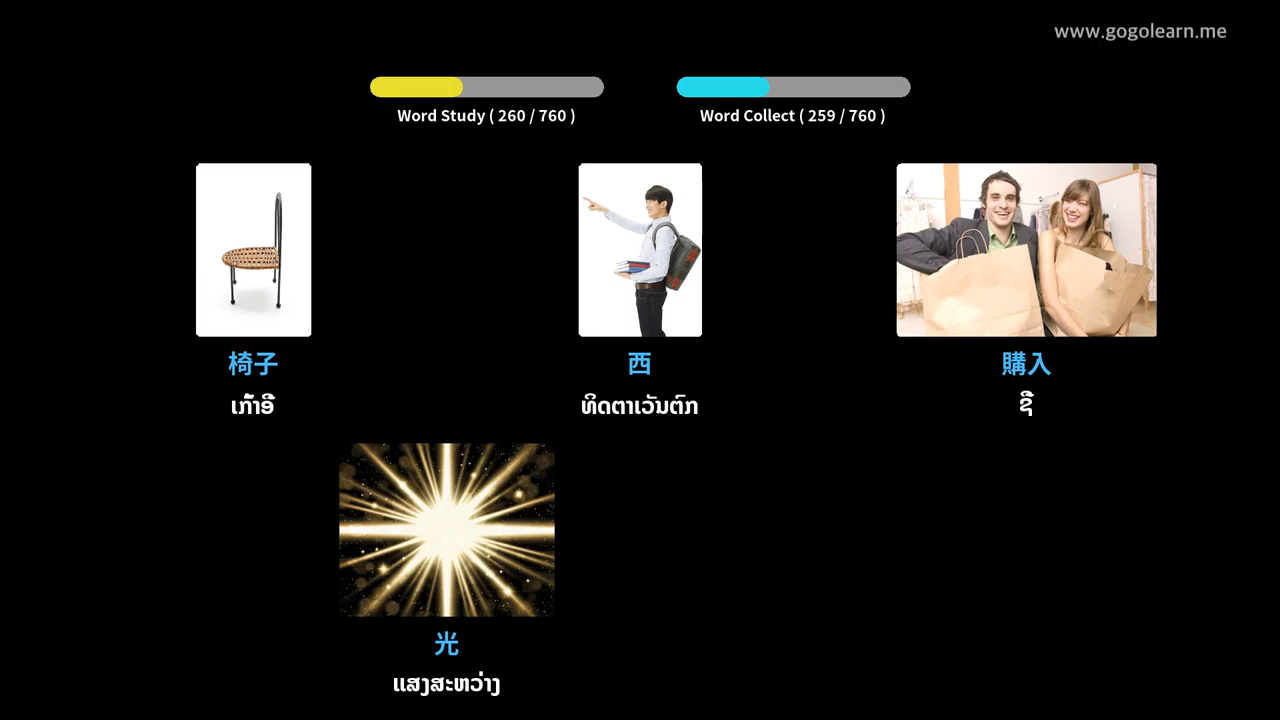 www.gogolearn.me
Word Study ( 260 / 760 )
Word Collect ( 259 / 760 )
椅子
ເກົ້າອີ້
西
ທິດຕາເວັນຕົກ
購入
ຊື້
光
ແສງສະຫວ່າງ